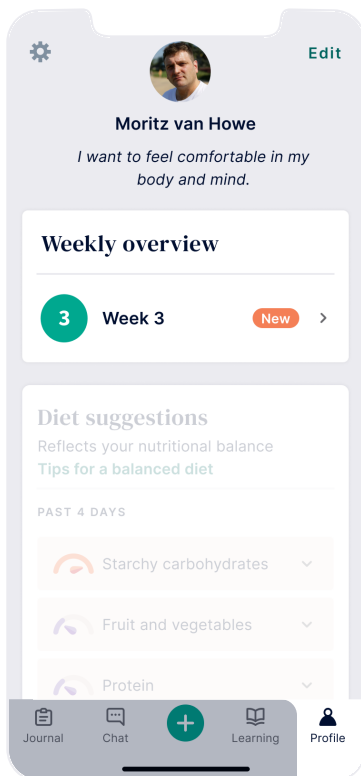 Edit
Moritz van Howe
I want to feel comfortable in my
body and mind.
Weekly overview
3
Week 3
New
Diet suggestions
Reflects your nutritional balance
Tips for a balanced diet
PAST 4 DAYS
Starchy carbohydrates
Fruit and vegetables
Protein
Journal
Chat
Learning
Profile